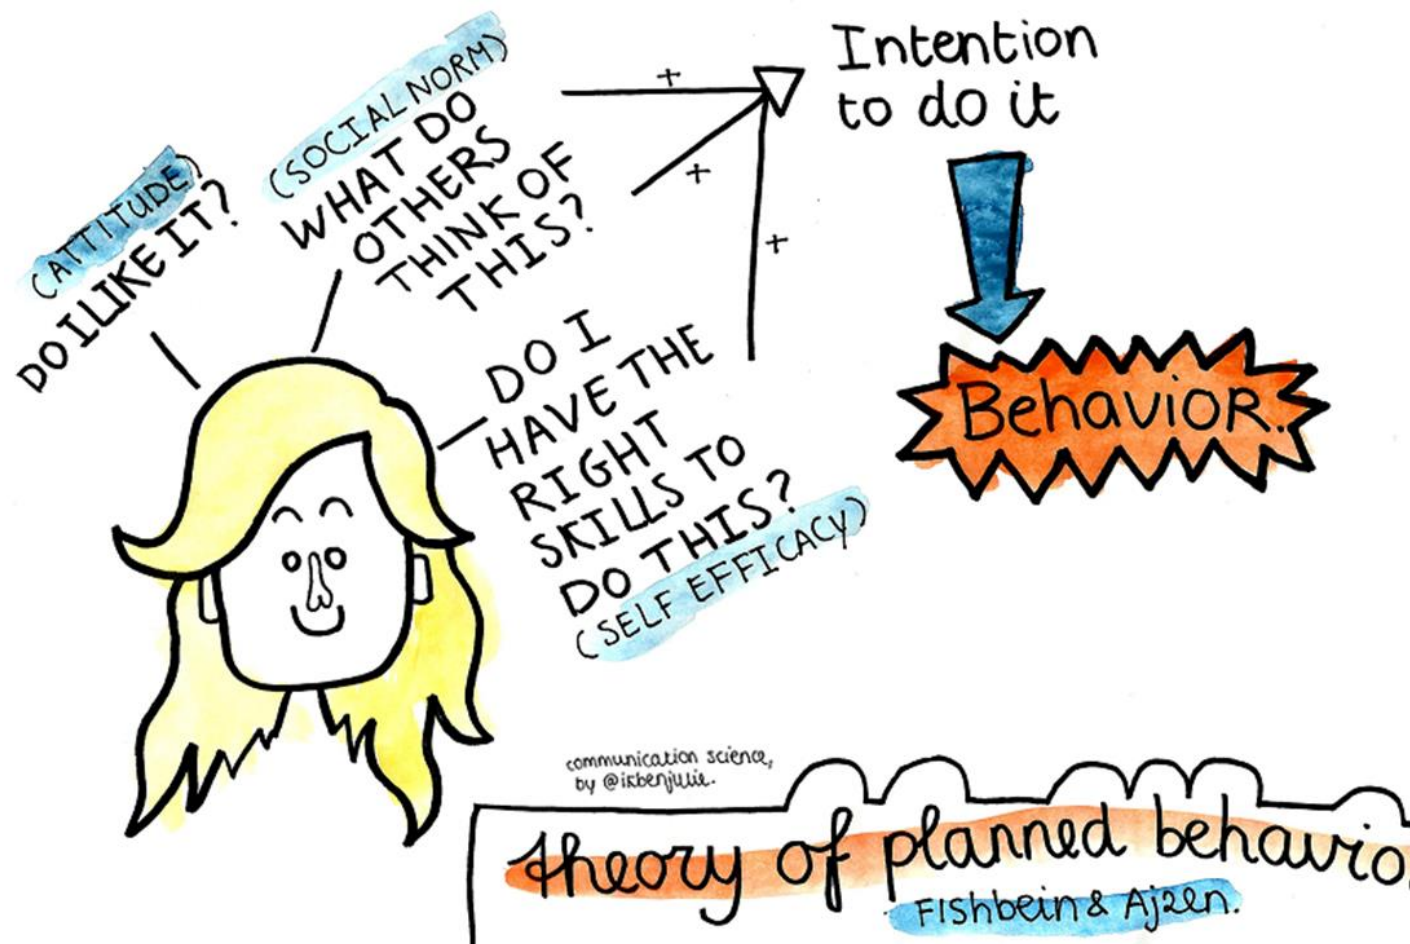 (ATTITUDE)
DO I LIKE IT?
(SOCIAL NORM)
WHAT DO
OTHERS
THINK OF
THIS?
DO I
HAVE THE
RIGHT
SKILLS TO
DO THIS?
(SELF EFFICACY)
+
+
+
Intention
to do it
Behavior.
communication science,
by @ikbenjulie.
theory of planned behavio
Fishbein & Ajzen.